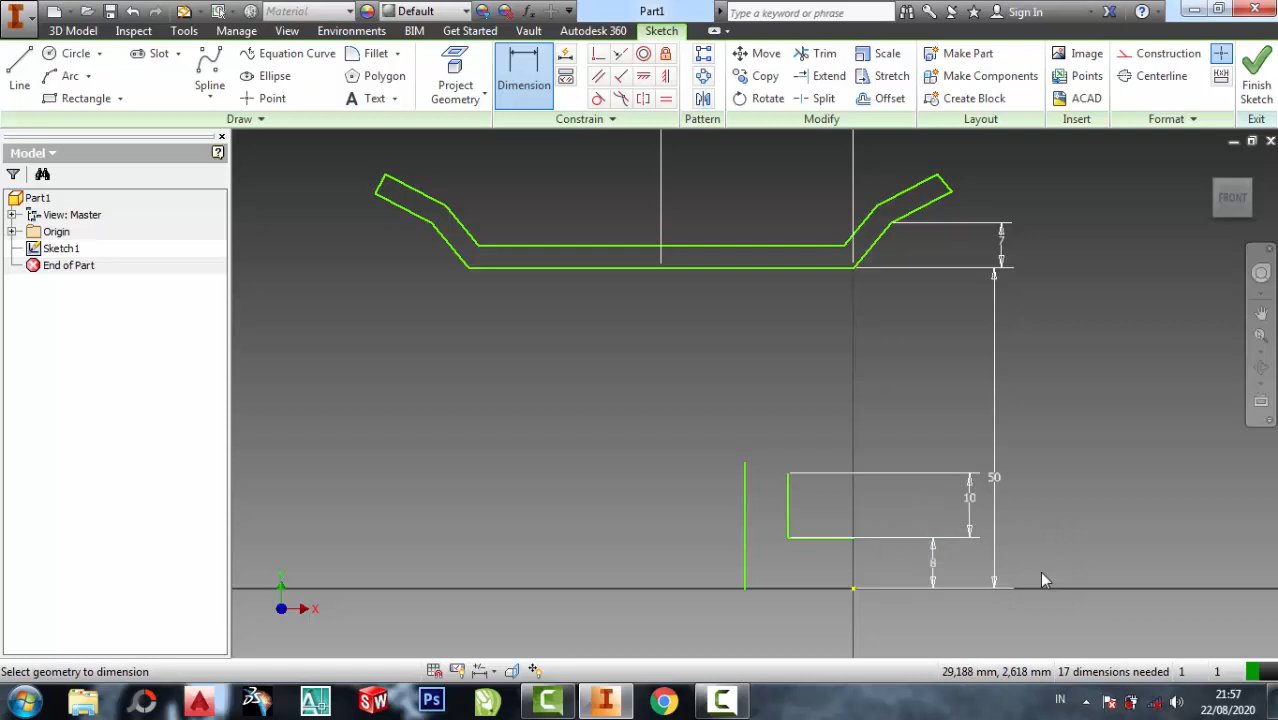 Material Default fx Part1 Type a keyword or phrase Sign In
3D Model Inspect Tools Manage View Environments BIM Get Started Vault Autodesk 360 Sketch
Line Circle Arc Rectangle Slot Spline Equation Curve Ellipse Point Fillet Polygon Text Dimension Project Geometry Move Copy Rotate Trim Extend Split Scale Stretch Offset Make Part Make Components Create Block Image Points ACAD Construction Centerline Finish Sketch
Draw Constrain Pattern Modify Layout Insert Format Exit
Model
Part1
View: Master
Origin
Sketch1
End of Part
FRONT
7
50
10
8
X
Select geometry to dimension 29,188 mm, 2,618 mm 17 dimensions needed 1 1
IN 21:57
22/08/2020